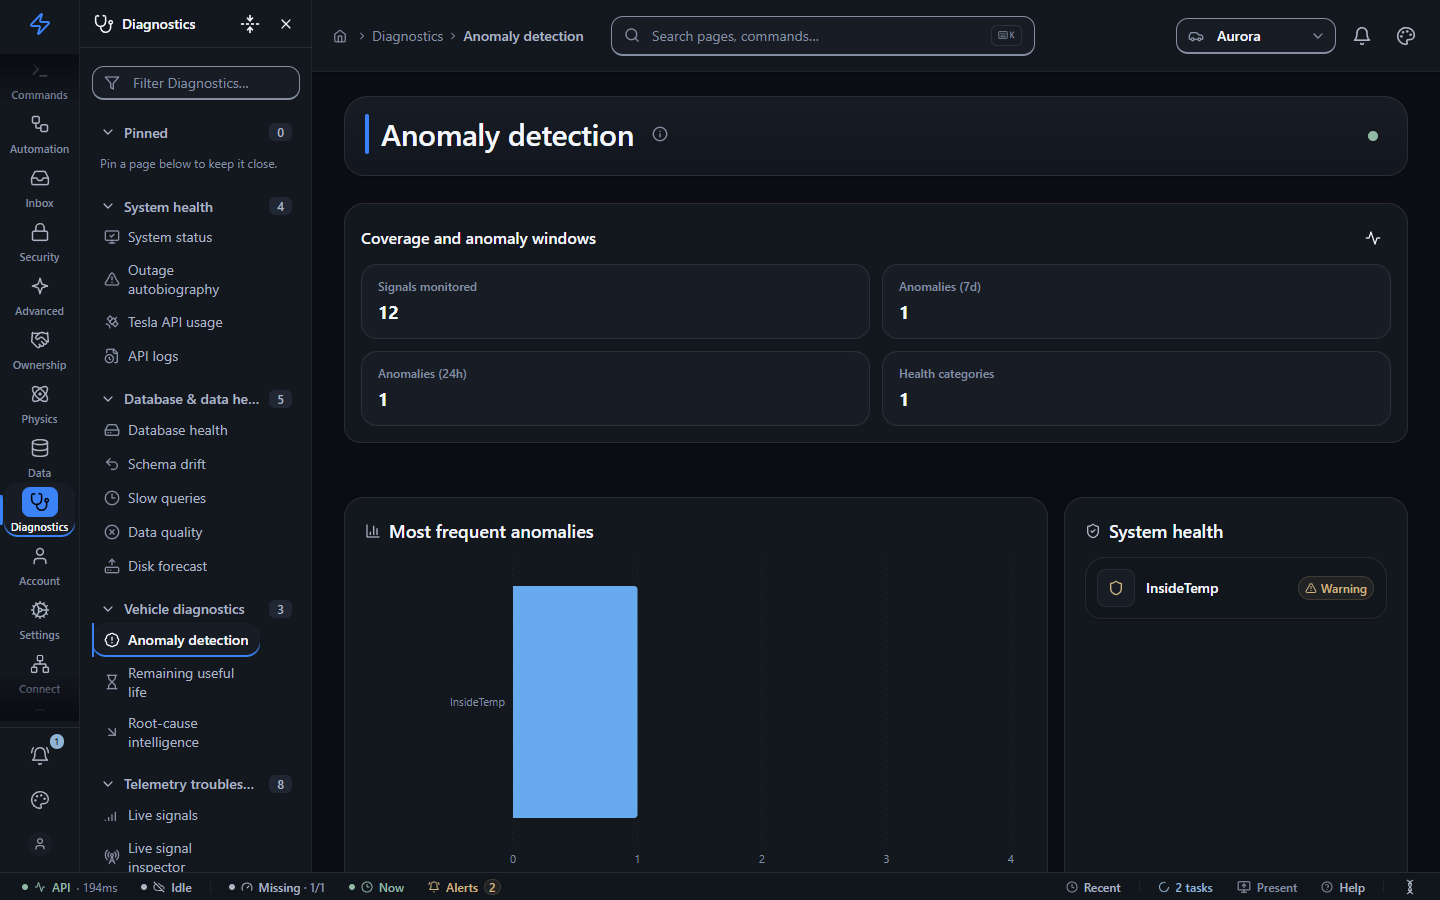 Diagnostics
Diagnostics
Anomaly detection
Search pages, commands...
K
Aurora
Commands
Automation
Inbox
Security
Advanced
Ownership
Physics
Data
Diagnostics
Account
Settings
Connect
1
Filter Diagnostics...
Pinned
0
Pin a page below to keep it close.
System health
4
System status
Outage
autobiography
Tesla API usage
API logs
Database & data he...
5
Database health
Schema drift
Slow queries
Data quality
Disk forecast
Vehicle diagnostics
3
Anomaly detection
Remaining useful
life
Root-cause
intelligence
Telemetry troubles...
8
Live signals
Live signal
inspector
Anomaly detection
Coverage and anomaly windows
Signals monitored
12
Anomalies (7d)
1
Anomalies (24h)
1
Health categories
1
Most frequent anomalies
InsideTemp
0
1
2
3
4
System health
InsideTemp
Warning
API · 194ms
Idle
Missing · 1/1
Now
Alerts 2
Recent
2 tasks
Present
Help